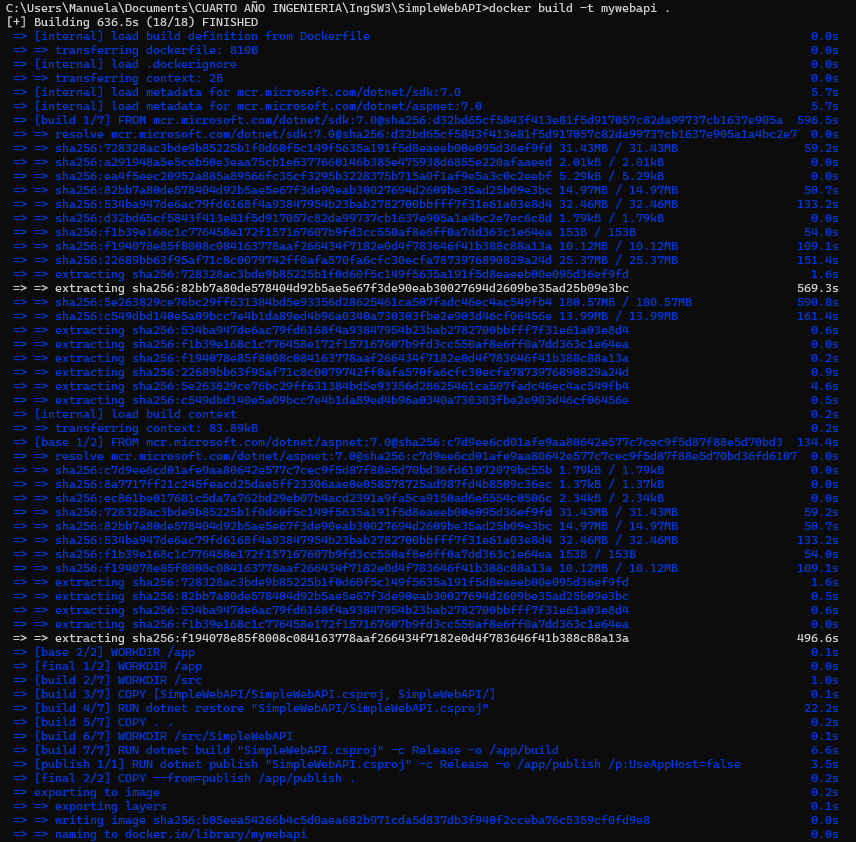 C:\Users\Manuela\Documents\CUARTO AÑO INGENIERIA\IngSW3\SimpleWebAPI>docker build -t mywebapi .
[+] Building 636.5s (18/18) FINISHED
=> [internal] load build definition from Dockerfile 0.0s
=> => transferring dockerfile: 810B 0.0s
=> [internal] load .dockerignore 0.0s
=> => transferring context: 2B 0.0s
=> [internal] load metadata for mcr.microsoft.com/dotnet/sdk:7.0 5.7s
=> [internal] load metadata for mcr.microsoft.com/dotnet/aspnet:7.0 5.7s
=> [build 1/7] FROM mcr.microsoft.com/dotnet/sdk:7.0@sha256:d32bd65cf5843f413e81f5d917057c82da99737cb1637e905a 596.5s
=> => resolve mcr.microsoft.com/dotnet/sdk:7.0@sha256:d32bd65cf5843f413e81f5d917057c82da99737cb1637e905a1a4bc2e7 0.0s
=> => sha256:728328ac3bde9b85225b1f0d60f5c149f5635a191f5d8eaeeb00e095d36ef9fd 31.43MB / 31.43MB 59.2s
=> => sha256:a291948a5e5ceb50e3eaa75cb1e6377660146b385e475938d6855e220afaaeed 2.01kB / 2.01kB 0.0s
=> => sha256:ea4f5eec20952a885a89566fc35cf3295b3228375b715a0f1af9e5a3c0c2eebf 5.29kB / 5.29kB 0.0s
=> => sha256:82bb7a80de578404d92b5ae5e67f3de90eab30027694d2609be35ad25b09e3bc 14.97MB / 14.97MB 50.7s
=> => sha256:534ba947de6ac79fd6168f4a93847954b23bab2782700bbfff7f31e61a03e8d4 32.46MB / 32.46MB 133.2s
=> => sha256:d32bd65cf5843f413e81f5d917057c82da99737cb1637e905a1a4bc2e7ec6c8d 1.79kB / 1.79kB 0.0s
=> => sha256:f1b39e168c1c776458e172f157167607b9fd3cc550af8e6ff0a7dd363c1e64ea 153B / 153B 54.0s
=> => sha256:f194078e85f8008c084163778aaf266434f7182e0d4f783646f41b388c88a13a 10.12MB / 10.12MB 109.1s
=> => sha256:22689bb63f95af71c8c0079742ff0afa570fa6cfc30ecfa7873976890829a24d 25.37MB / 25.37MB 151.4s
=> => extracting sha256:728328ac3bde9b85225b1f0d60f5c149f5635a191f5d8eaeeb00e095d36ef9fd 1.6s
=> => extracting sha256:82bb7a80de578404d92b5ae5e67f3de90eab30027694d2609be35ad25b09e3bc 569.3s
=> => sha256:5e263829ce76bc29ff631384bd5e93356d28625461ca507fadc46ec4ac549fb4 180.57MB / 180.57MB 590.8s
=> => sha256:c549dbd140e5a09bcc7e4b1da89ed4b96a0340a730303fbe2e903d46cf06456e 13.99MB / 13.99MB 161.4s
=> => extracting sha256:534ba947de6ac79fd6168f4a93847954b23bab2782700bbfff7f31e61a03e8d4 0.6s
=> => extracting sha256:f1b39e168c1c776458e172f157167607b9fd3cc550af8e6ff0a7dd363c1e64ea 0.0s
=> => extracting sha256:f194078e85f8008c084163778aaf266434f7182e0d4f783646f41b388c88a13a 0.2s
=> => extracting sha256:22689bb63f95af71c8c0079742ff0afa570fa6cfc30ecfa7873976890829a24d 0.9s
=> => extracting sha256:5e263829ce76bc29ff631384bd5e93356d28625461ca507fadc46ec4ac549fb4 4.6s
=> => extracting sha256:c549dbd140e5a09bcc7e4b1da89ed4b96a0340a730303fbe2e903d46cf06456e 0.5s
=> [internal] load build context 0.2s
=> => transferring context: 83.89kB 0.2s
=> [base 1/2] FROM mcr.microsoft.com/dotnet/aspnet:7.0@sha256:c7d9ee6cd01afe9aa80642e577c7cec9f5d87f88e5d70bd3 134.4s
=> => resolve mcr.microsoft.com/dotnet/aspnet:7.0@sha256:c7d9ee6cd01afe9aa80642e577c7cec9f5d87f88e5d70bd36fd6107 0.0s
=> => sha256:c7d9ee6cd01afe9aa80642e577c7cec9f5d87f88e5d70bd36fd61072079bc55b 1.79kB / 1.79kB 0.0s
=> => sha256:8a7717ff21c245feacd25dae5ff23306aae0e058578725ad987fd4b8509c36ec 1.37kB / 1.37kB 0.0s
=> => sha256:ec861be017681c5da7a762bd29eb07b4acd2391a9fa5ca9150ad6e5554c0506c 2.34kB / 2.34kB 0.0s
=> => sha256:728328ac3bde9b85225b1f0d60f5c149f5635a191f5d8eaeeb00e095d36ef9fd 31.43MB / 31.43MB 59.2s
=> => sha256:82bb7a80de578404d92b5ae5e67f3de90eab30027694d2609be35ad25b09e3bc 14.97MB / 14.97MB 50.7s
=> => sha256:534ba947de6ac79fd6168f4a93847954b23bab2782700bbfff7f31e61a03e8d4 32.46MB / 32.46MB 133.2s
=> => sha256:f1b39e168c1c776458e172f157167607b9fd3cc550af8e6ff0a7dd363c1e64ea 153B / 153B 54.0s
=> => sha256:f194078e85f8008c084163778aaf266434f7182e0d4f783646f41b388c88a13a 10.12MB / 10.12MB 109.1s
=> => extracting sha256:728328ac3bde9b85225b1f0d60f5c149f5635a191f5d8eaeeb00e095d36ef9fd 1.6s
=> => extracting sha256:82bb7a80de578404d92b5ae5e67f3de90eab30027694d2609be35ad25b09e3bc 0.5s
=> => extracting sha256:534ba947de6ac79fd6168f4a93847954b23bab2782700bbfff7f31e61a03e8d4 0.6s
=> => extracting sha256:f1b39e168c1c776458e172f157167607b9fd3cc550af8e6ff0a7dd363c1e64ea 0.0s
=> => extracting sha256:f194078e85f8008c084163778aaf266434f7182e0d4f783646f41b388c88a13a 496.6s
=> [base 2/2] WORKDIR /app 0.1s
=> [final 1/2] WORKDIR /app 0.0s
=> [build 2/7] WORKDIR /src 1.0s
=> [build 3/7] COPY [SimpleWebAPI/SimpleWebAPI.csproj, SimpleWebAPI/] 0.1s
=> [build 4/7] RUN dotnet restore "SimpleWebAPI/SimpleWebAPI.csproj" 22.2s
=> [build 5/7] COPY . . 0.2s
=> [build 6/7] WORKDIR /src/SimpleWebAPI 0.1s
=> [build 7/7] RUN dotnet build "SimpleWebAPI.csproj" -c Release -o /app/build 6.6s
=> [publish 1/1] RUN dotnet publish "SimpleWebAPI.csproj" -c Release -o /app/publish /p:UseAppHost=false 3.5s
=> [final 2/2] COPY --from=publish /app/publish . 0.2s
=> exporting to image 0.2s
=> => exporting layers 0.1s
=> => writing image sha256:b05eea54266b4c5d0aea682b971cda5d837db3f940f2cceba76c5359cf0fd9e8 0.0s
=> => naming to docker.io/library/mywebapi 0.0s